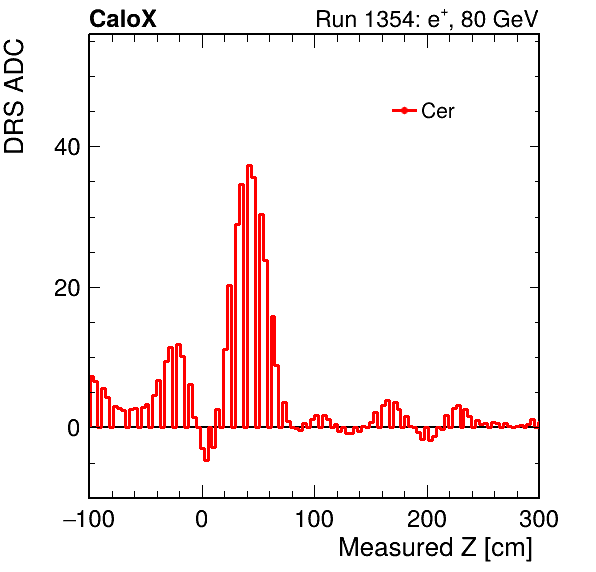 CaloX
Run 1354: e+, 80 GeV
DRS ADC
Cer
40
20
0
−100 0 100 200 300
Measured Z [cm]